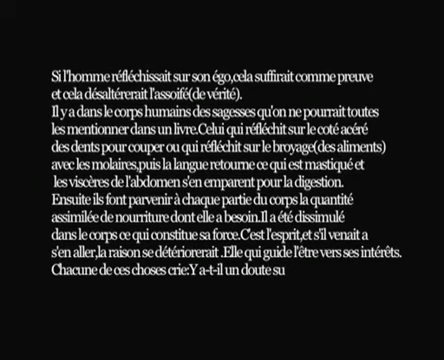 Si l'homme réfléchissait sur son égo,cela suffirait comme preuve
et cela désaltérerait l'assoifé(de vérité).
Il y a dans le corps humains des sagesses qu'on ne pourrait toutes
les mentionner dans un livre.Celui qui réfléchit sur le coté acéré
des dents pour couper ou qui réfléchit sur le broyage(des aliments)
avec les molaires,puis la langue retourne ce qui est mastiqué et
les viscères de l'abdomen s'en emparent pour la digestion.
Ensuite ils font parvenir à chaque partie du corps la quantité
assimilée de nourriture dont elle a besoin.Il a été dissimulé
dans le corps ce qui constitue sa force.C'est l'esprit,et s'il venait a
s'en aller,la raison se détériorerait .Elle qui guide l'être vers ses intérêts.
Chacune de ces choses crie:Y a-t-il un doute su